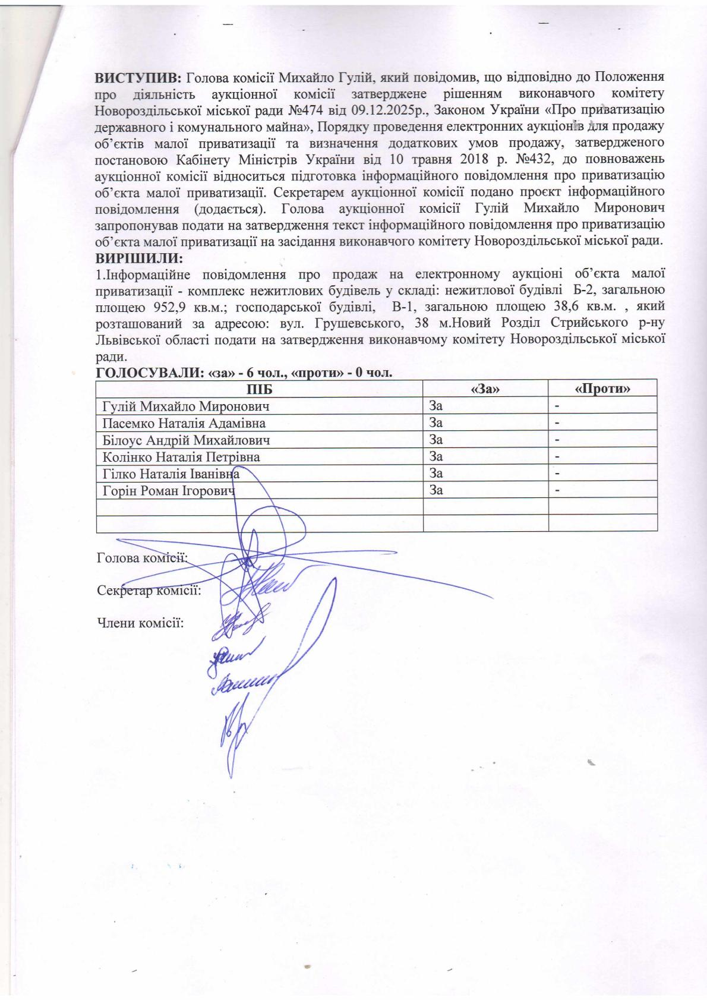 ВИСТУПИВ: Голова комісії Михайло Гулій, який повідомив, що відповідно до Положення
про діяльність аукціонної комісії затверджене рішенням виконавчого комітету
Новороздільської міської ради №474 від 09.12.2025р., Законом України «Про приватизацію
державного і комунального майна», Порядку проведення електронних аукціонів для продажу
об’єктів малої приватизації та визначення додаткових умов продажу, затвердженого
постановою Кабінету Міністрів України від 10 травня 2018 р. №432, до повноважень
аукціонної комісії відноситься підготовка інформаційного повідомлення про приватизацію
об’єкта малої приватизації. Секретарем аукціонної комісії подано проєкт інформаційного
повідомлення (додається). Голова аукціонної комісії Гулій Михайло Миронович
запропонував подати на затвердження текст інформаційного повідомлення про приватизацію
об’єкта малої приватизації на засідання виконавчого комітету Новороздільської міської ради.
ВИРІШИЛИ:
1.Інформаційне повідомлення про продаж на електронному аукціоні об’єкта малої
приватизації - комплекс нежитлових будівель у складі: нежитлової будівлі Б-2, загальною
площею 952,9 кв.м.; господарської будівлі, В-1, загальною площею 38,6 кв.м. , який
розташований за адресою: вул. Грушевського, 38 м.Новий Розділ Стрийського р-ну
Львівської області подати на затвердження виконавчому комітету Новороздільської міської
ради.
ГОЛОСУВАЛИ: «за» - 6 чол., «проти» - 0 чол.
ПІБ «За» «Проти»
Гулій Михайло Миронович За -
Пасемко Наталія Адамівна За -
Білоус Андрій Михайлович За -
Колінко Наталія Петрівна За -
Гілко Наталія Іванівна За -
Горін Роман Ігорович За -
Голова комісії:
Секретар комісії:
Члени комісії: